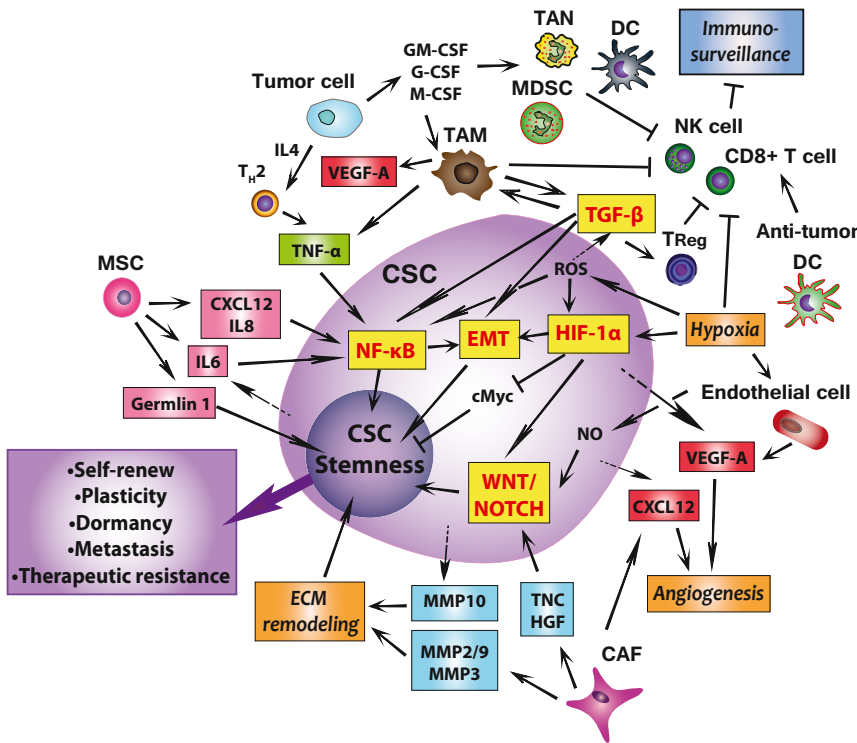 TAN
DC
Immuno-
surveillance
GM-CSF
G-CSF
M-CSF
Tumor cell
MDSC
NK cell
TAM
CD8+ T cell
IL4
TH2
VEGF-A
TGF-β
TReg
Anti-tumor
DC
TNF-α
MSC
CSC
ROS
CXCL12
IL8
NF-κB
EMT
HIF-1α
Hypoxia
IL6
Germlin 1
cMyc
Endothelial cell
CSC
Stemness
NO
VEGF-A
•Self-renew
•Plasticity
•Dormancy
•Metastasis
•Therapeutic resistance
WNT/
NOTCH
CXCL12
ECM
remodeling
MMP10
TNC
HGF
Angiogenesis
MMP2/9
MMP3
CAF